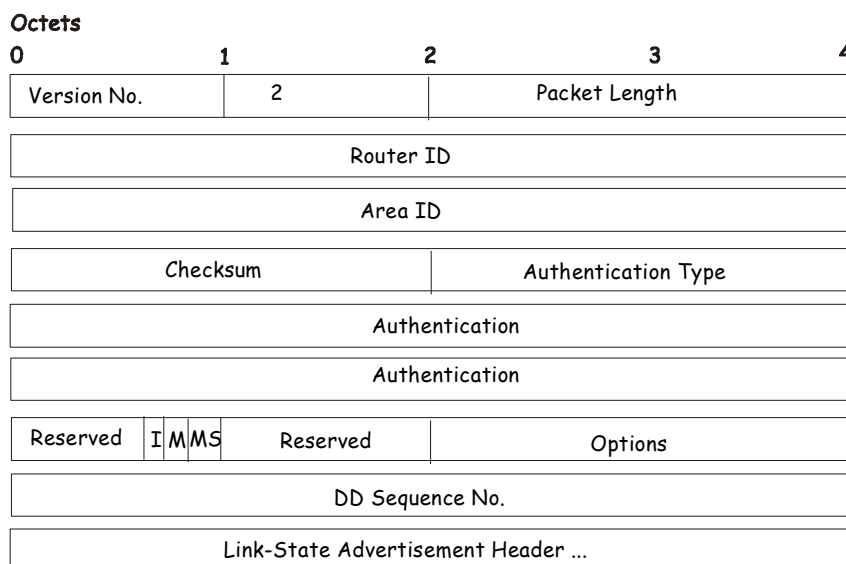 Octets
0 1 2 3 4
Version No. 2 Packet Length
Router ID
Area ID
Checksum Authentication Type
Authentication
Authentication
Reserved I M MS Reserved Options
DD Sequence No.
Link-State Advertisement Header ...